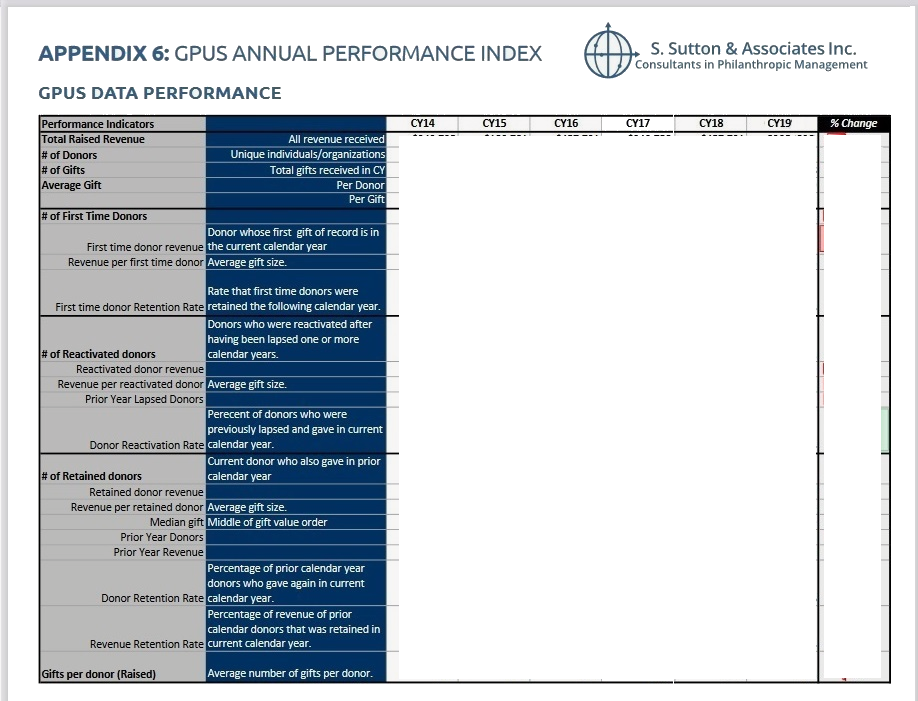 APPENDIX 6: GPUS ANNUAL PERFORMANCE INDEX
S. Sutton & Associates Inc.
Consultants in Philanthropic Management
GPUS DATA PERFORMANCE
Performance Indicators CY14 CY15 CY16 CY17 CY18 CY19 % Change
Total Raised Revenue All revenue received
# of Donors Unique individuals/organizations
# of Gifts Total gifts received in CY
Average Gift Per Donor
Per Gift
# of First Time Donors
Donor whose first gift of record is in
First time donor revenue the current calendar year
Revenue per first time donor Average gift size.
Rate that first time donors were
First time donor Retention Rate retained the following calendar year.
Donors who were reactivated after
having been lapsed one or more
# of Reactivated donors calendar years.
Reactivated donor revenue
Revenue per reactivated donor Average gift size.
Prior Year Lapsed Donors
Perecent of donors who were
previously lapsed and gave in current
Donor Reactivation Rate calendar year.
Current donor who also gave in prior
# of Retained donors calendar year
Retained donor revenue
Revenue per retained donor Average gift size.
Median gift Middle of gift value order
Prior Year Donors
Prior Year Revenue
Percentage of prior calendar year
donors who gave again in current
Donor Retention Rate calendar year.
Percentage of revenue of prior
calendar donors that was retained in
Revenue Retention Rate current calendar year.
Gifts per donor (Raised) Average number of gifts per donor.